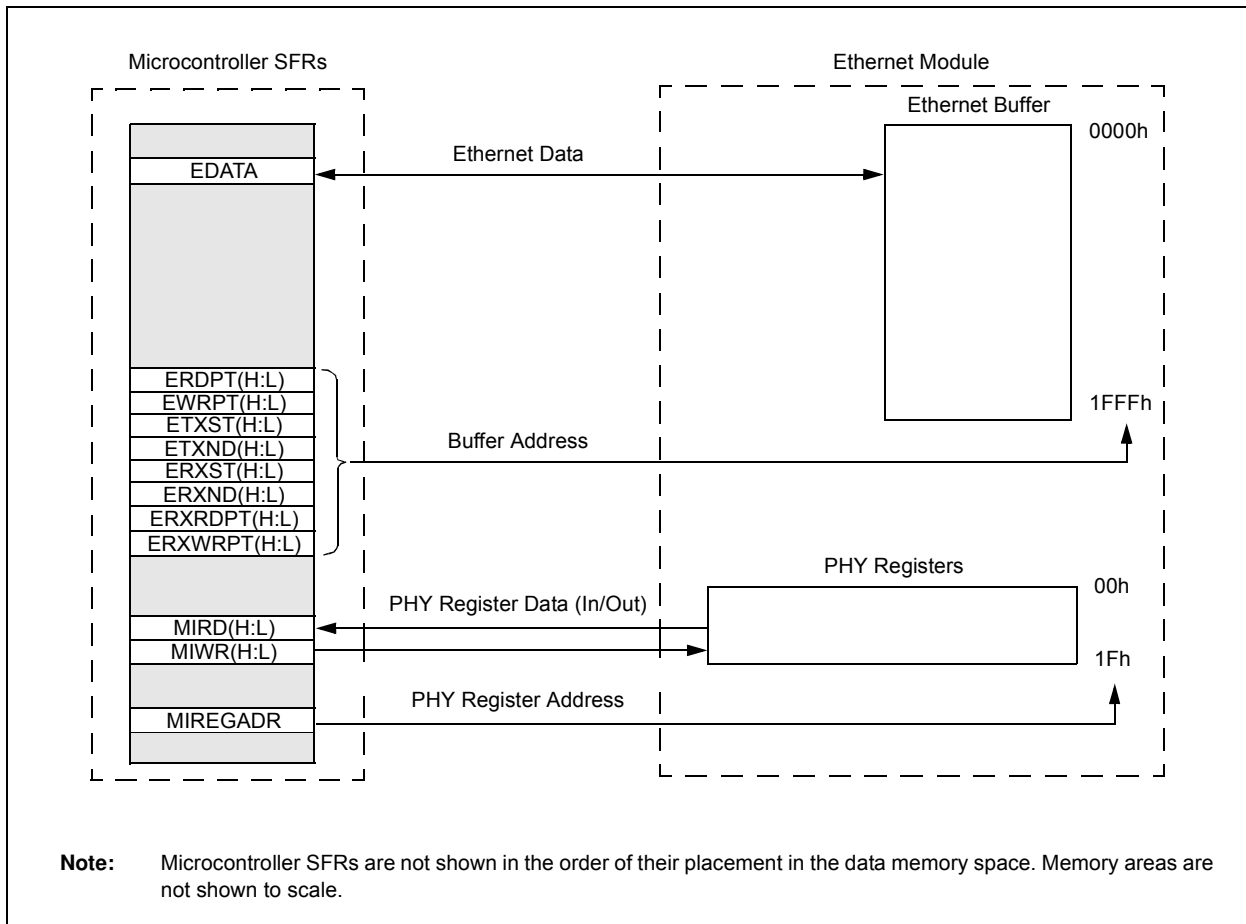 Microcontroller SFRs
Ethernet Module
Ethernet Buffer
0000h
Ethernet Data
EDATA
ERDPT(H:L)
EWRPT(H:L)
ETXST(H:L)
ETXND(H:L)
ERXST(H:L)
ERXND(H:L)
ERXRDPT(H:L)
ERXWRPT(H:L)
1FFFh
Buffer Address
PHY Registers
00h
PHY Register Data (In/Out)
MIRD(H:L)
MIWR(H:L)
1Fh
PHY Register Address
MIREGADR
Note: Microcontroller SFRs are not shown in the order of their placement in the data memory space. Memory areas are
not shown to scale.